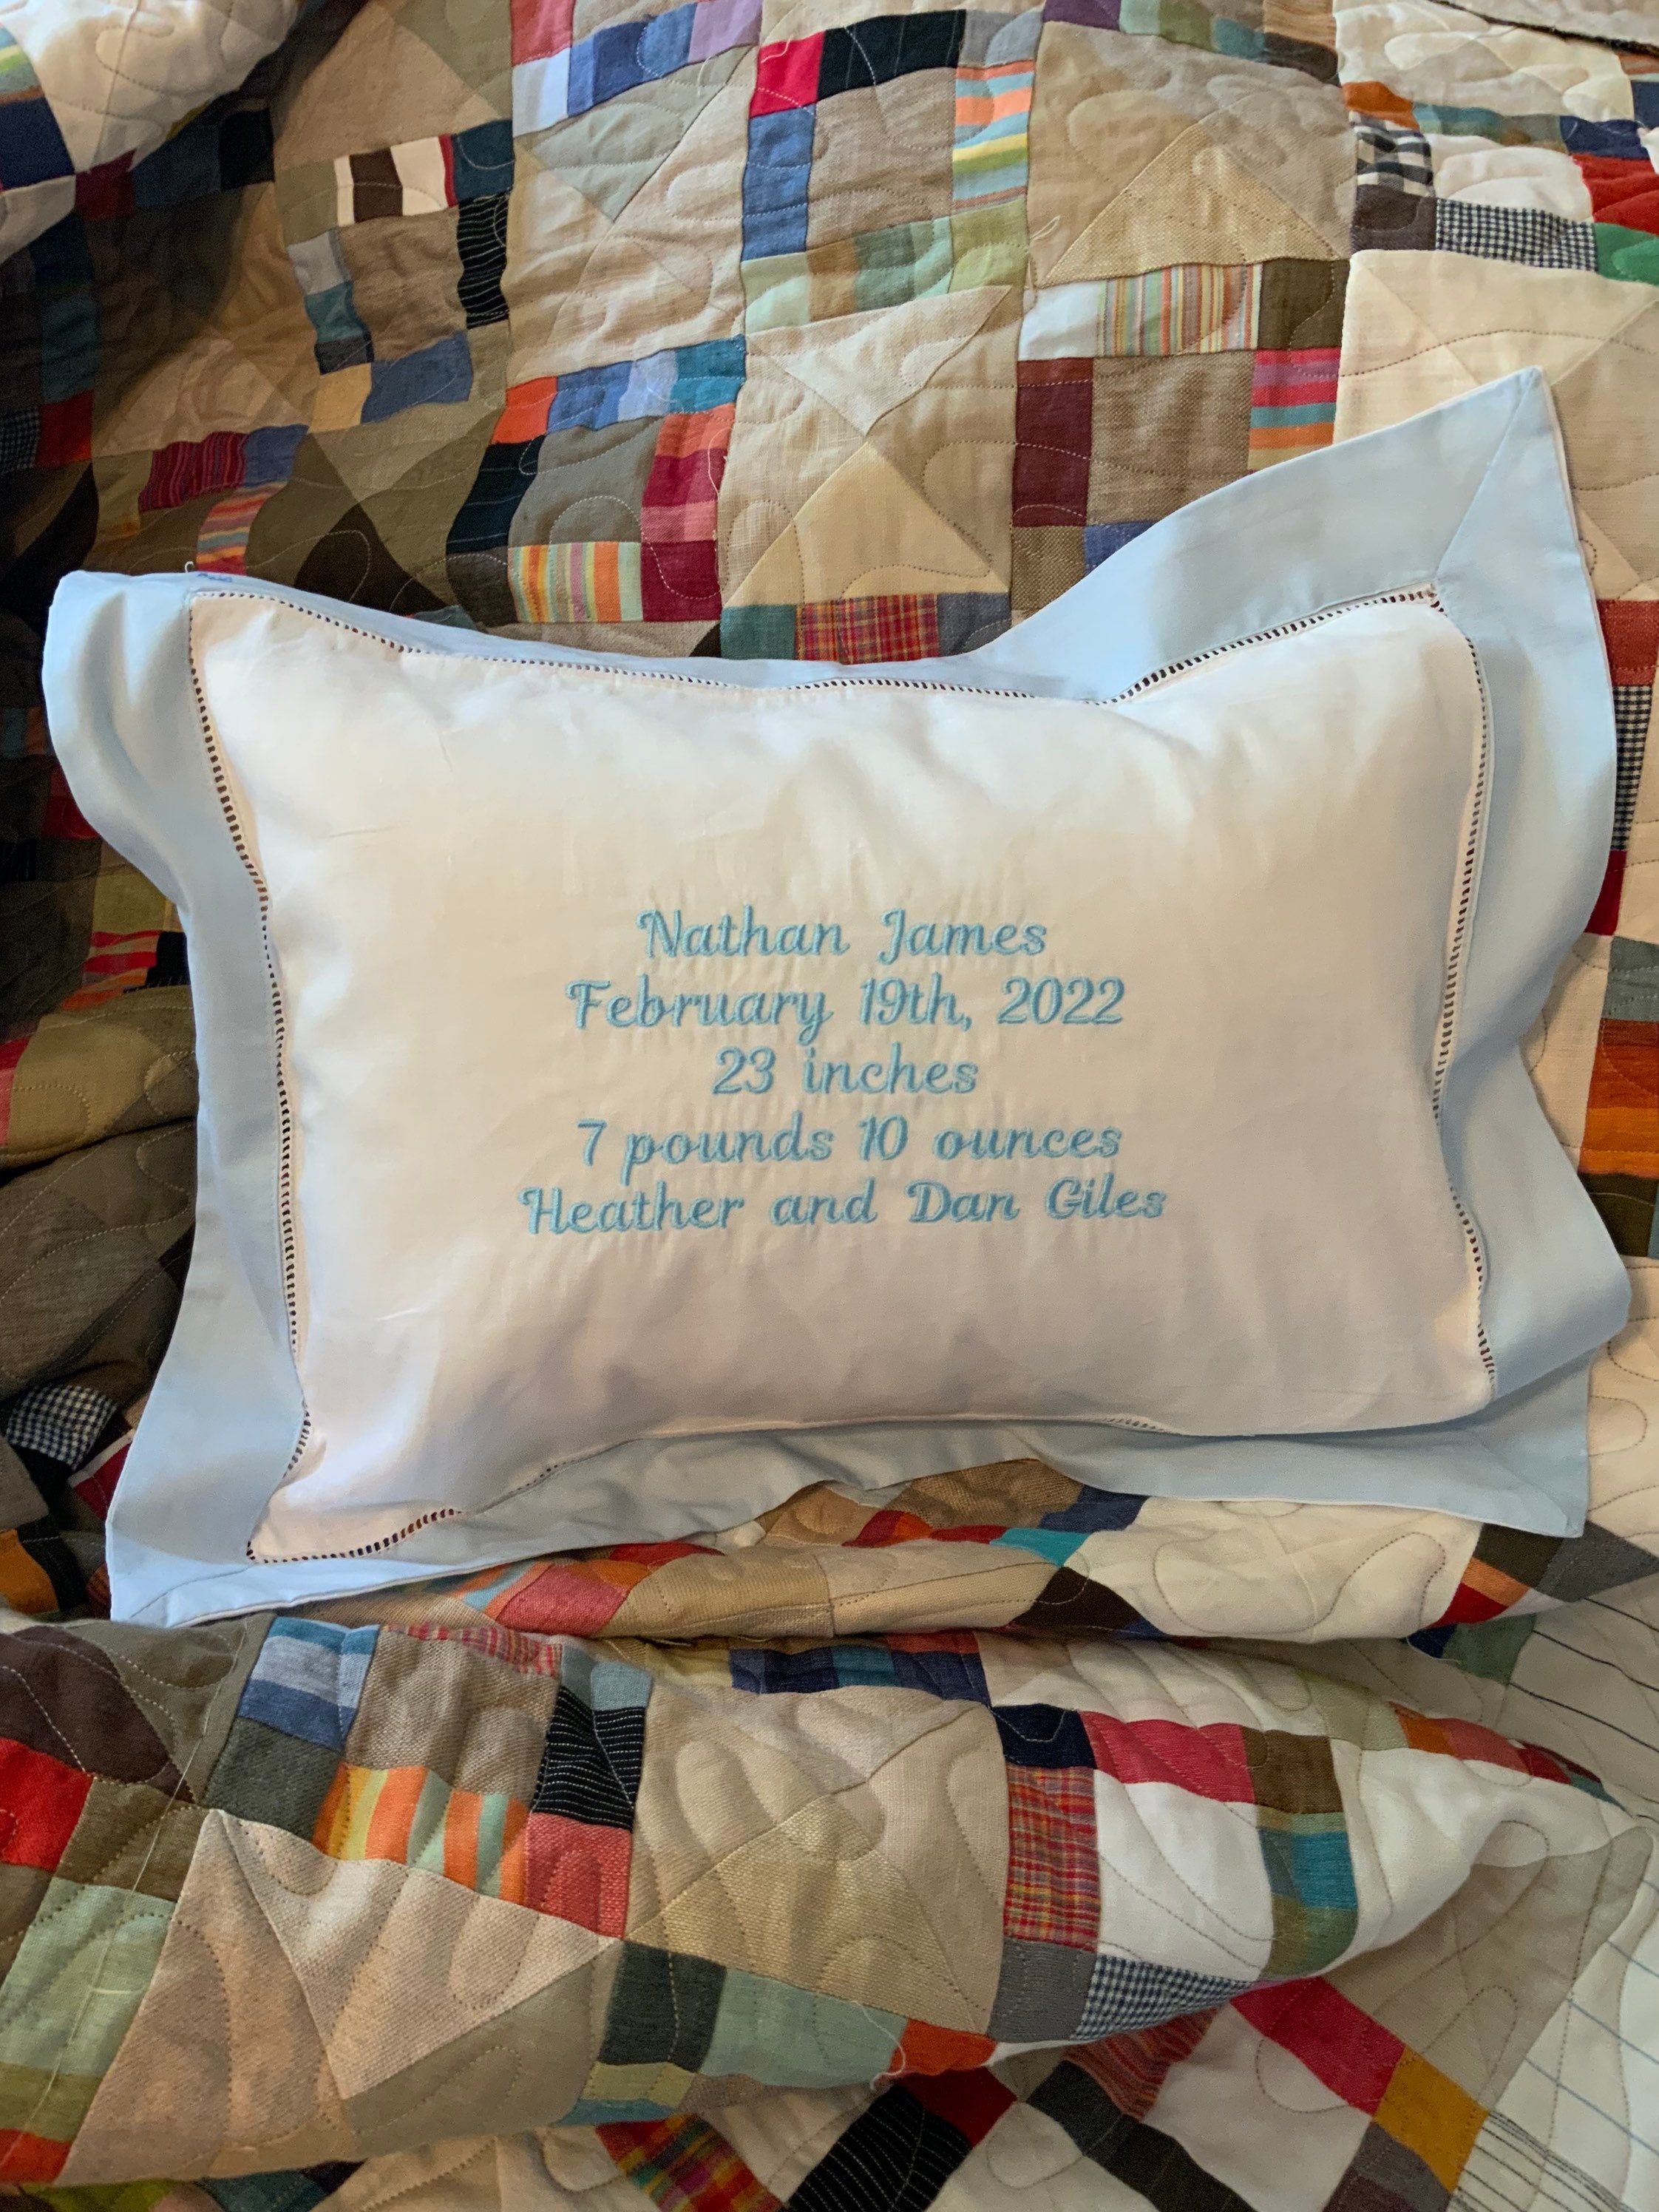 Nathan James
February 19th, 2022
23 inches
7 pounds 10 ounces
Heather and Dan Giles